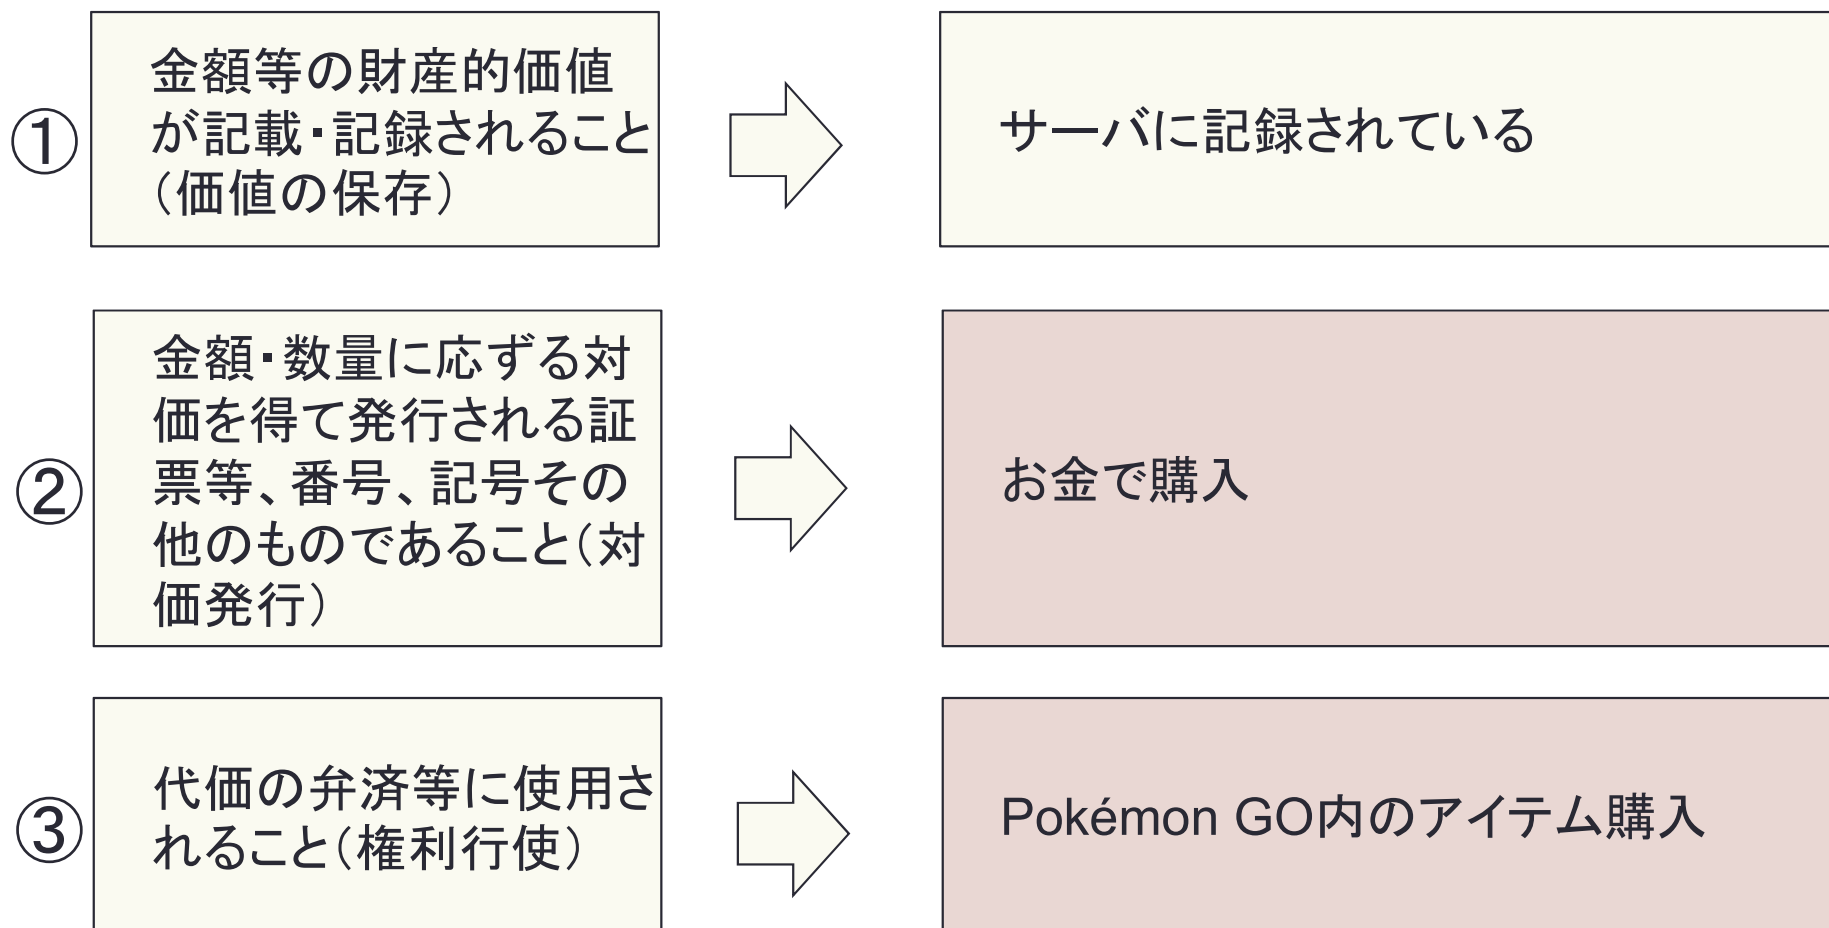 ①
金額等の財産的価値
が記載・記録されること
（価値の保存）
サーバに記録されている
②
金額・数量に応ずる対
価を得て発行される証
票等、番号、記号その
他のものであること（対
価発行）
お金で購入
③
代価の弁済等に使用さ
れること（権利行使）
Pokémon GO内のアイテム購入